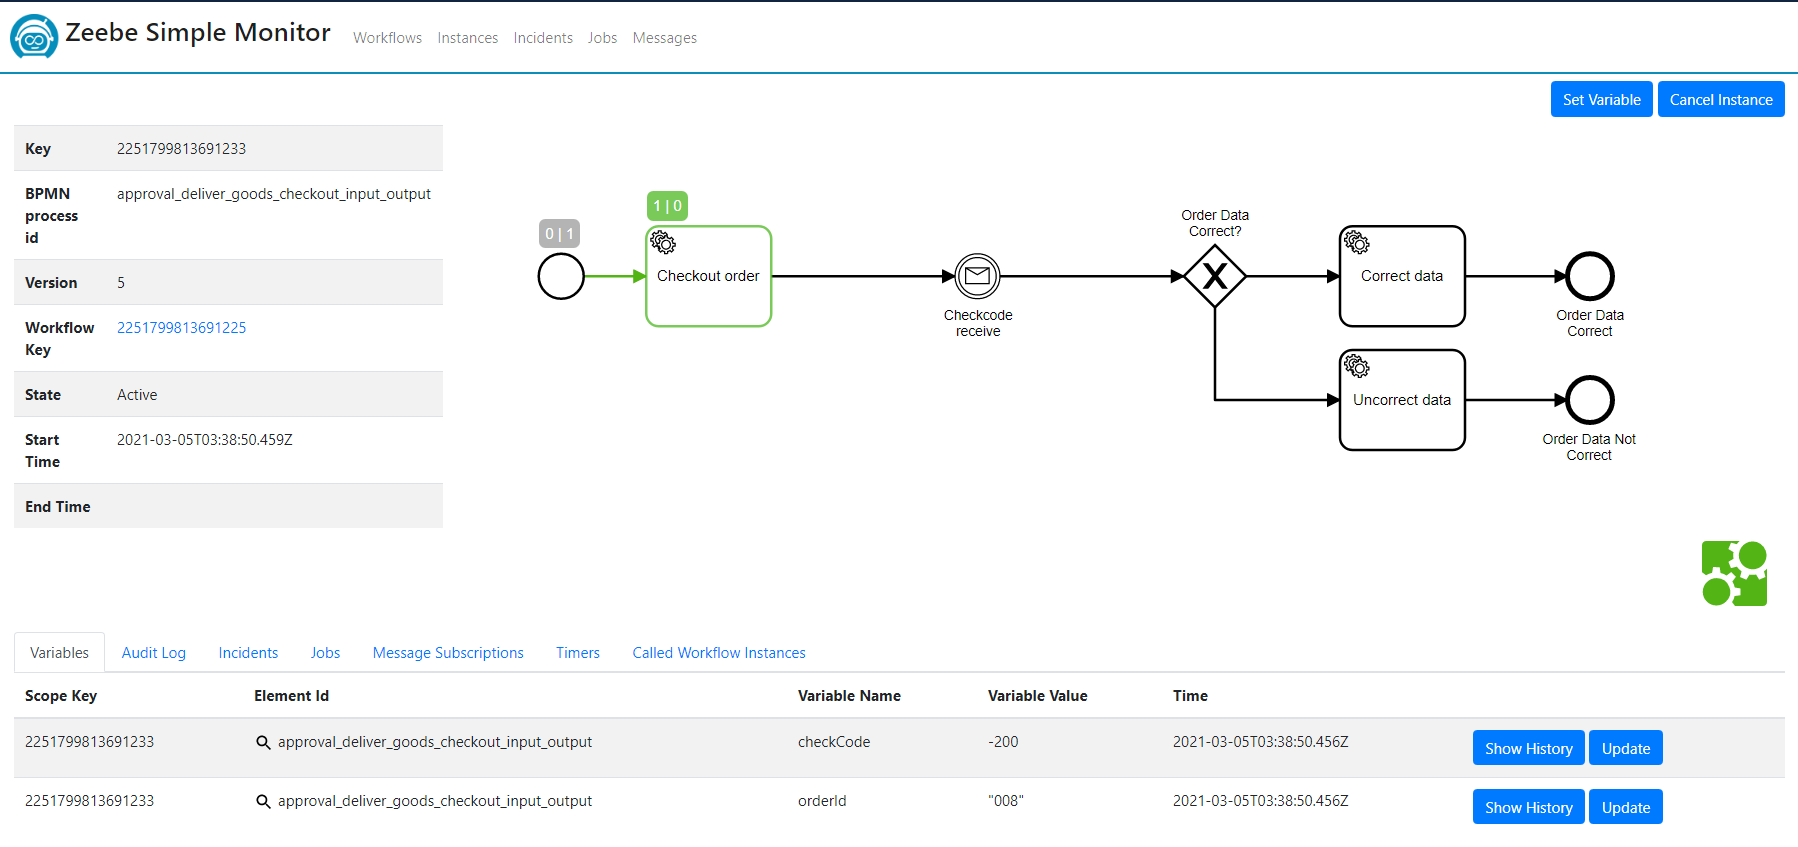 Zeebe Simple Monitor Workflows Instances Incidents Jobs Messages
Set Variable Cancel Instance
Key 2251799813691233
BPMN process id approval_deliver_goods_checkout_input_output
Version 5
Workflow Key 2251799813691225
State Active
Start Time 2021-03-05T03:38:50.459Z
End Time
0 | 1
1 | 0
Checkout order
Checkcode
receive
Order Data
Correct?
Correct data
Order Data
Correct
Uncorrect data
Order Data Not
Correct
Variables Audit Log Incidents Jobs Message Subscriptions Timers Called Workflow Instances
Scope Key Element Id Variable Name Variable Value Time
2251799813691233 approval_deliver_goods_checkout_input_output checkCode -200 2021-03-05T03:38:50.456Z Show History Update
2251799813691233 approval_deliver_goods_checkout_input_output orderId "008" 2021-03-05T03:38:50.456Z Show History Update